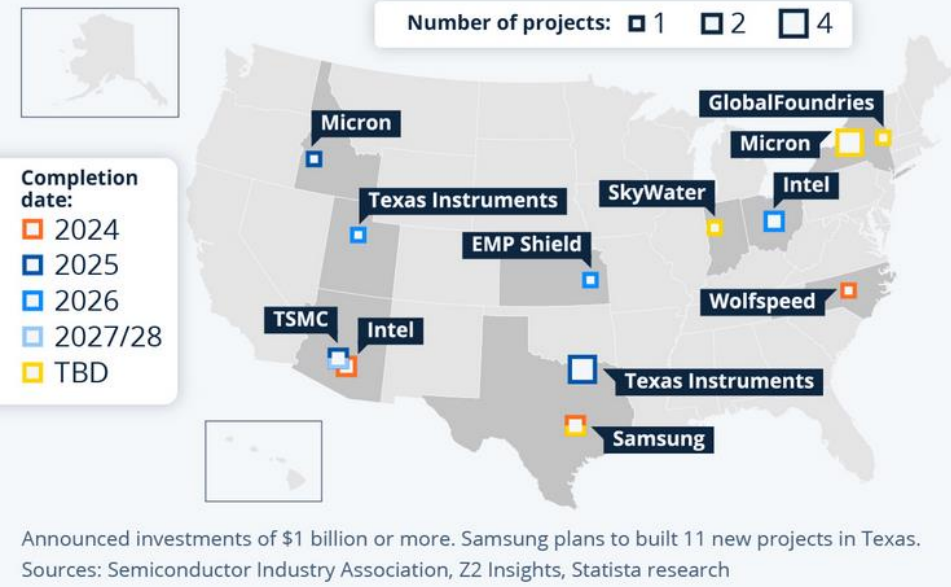 Number of projects: 1 2 4
GlobalFoundries
Micron
Micron
Completion
date:
2024
2025
2026
2027/28
TBD
Texas Instruments
SkyWater
Intel
EMP Shield
Wolfspeed
TSMC
Intel
Texas Instruments
Samsung
Announced investments of $1 billion or more. Samsung plans to built 11 new projects in Texas.
Sources: Semiconductor Industry Association, Z2 Insights, Statista research